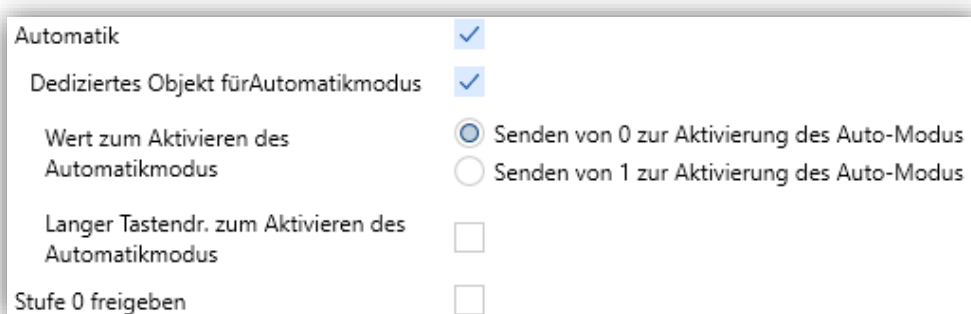 Automatik
Dediziertes Objekt fürAutomatikmodus
Wert zum Aktivieren des
Automatikmodus
Senden von 0 zur Aktivierung des Auto-Modus
Senden von 1 zur Aktivierung des Auto-Modus
Langer Tastendr. zum Aktivieren des
Automatikmodus
Stufe 0 freigeben